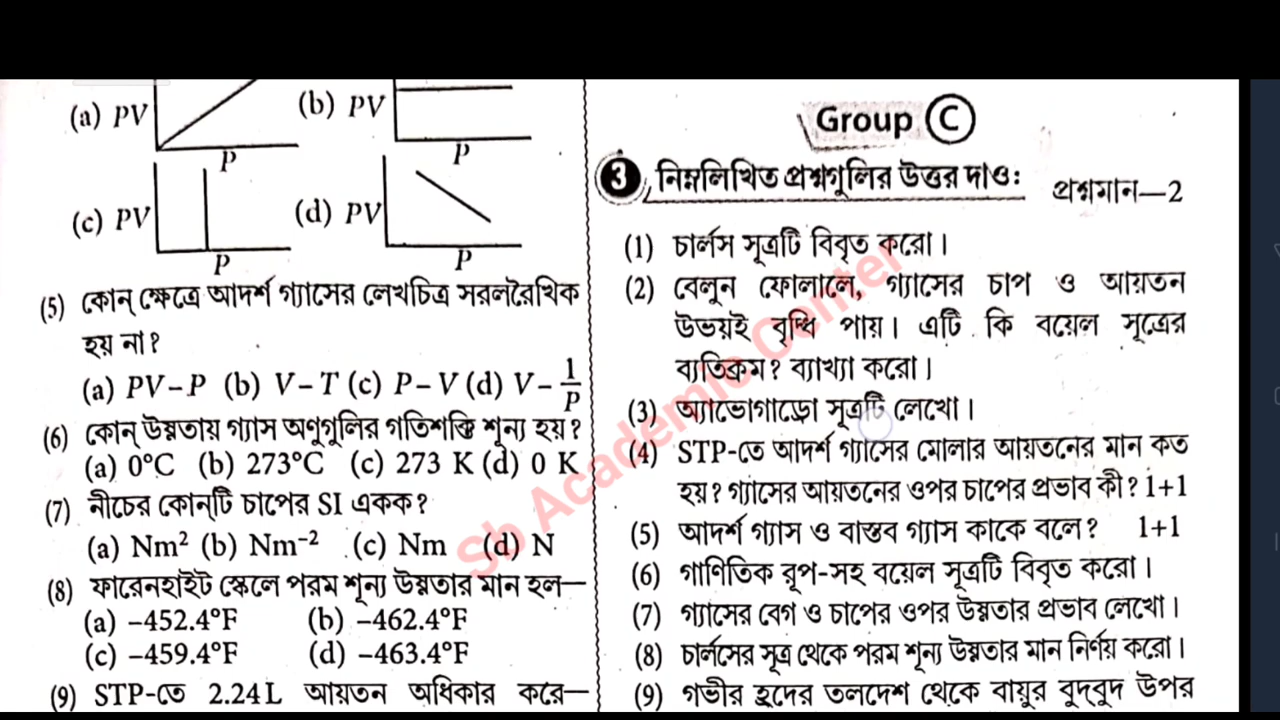 (a) PV
P
(b) PV
P
(c) PV
P
(d) PV
P
(5) কোন্ ক্ষেত্রে আদর্শ গ্যাসের লেখচিত্র সরলরৈখিক
হয় না?
(a) PV – P (b) V – T (c) P – V (d) V – 1/P
(6) কোন্ উষ্ণতায় গ্যাস অণুগুলির গতিশক্তি শূন্য হয়?
(a) 0°C (b) 273°C (c) 273 K (d) 0 K
(7) নীচের কোন্‌টি চাপের SI একক?
(a) Nm² (b) Nm⁻² (c) Nm (d) N
(8) ফারেনহাইট স্কেলে পরম শূন্য উষ্ণতার মান হল—
(a) –452.4°F (b) –462.4°F
(c) –459.4°F (d) –463.4°F
(9) STP-তে 2.24L আয়তন অধিকার করে—
Group C
3 নিম্নলিখিত প্রশ্নগুলির উত্তর দাও: প্রশ্নমান—2
(1) চার্লস সূত্রটি বিবৃত করো।
(2) বেলুন ফোলালে, গ্যাসের চাপ ও আয়তন
উভয়ই বৃদ্ধি পায়। এটি কি বয়েল সূত্রের
ব্যতিক্রম? ব্যাখ্যা করো।
(3) অ্যাভোগাড্রো সূত্রটি লেখো।
(4) STP-তে আদর্শ গ্যাসের মোলার আয়তনের মান কত
হয়? গ্যাসের আয়তনের ওপর চাপের প্রভাব কী? 1+1
(5) আদর্শ গ্যাস ও বাস্তব গ্যাস কাকে বলে? 1+1
(6) গাণিতিক রূপ-সহ বয়েল সূত্রটি বিবৃত করো।
(7) গ্যাসের বেগ ও চাপের ওপর উষ্ণতার প্রভাব লেখো।
(8) চার্লসের সূত্র থেকে পরম শূন্য উষ্ণতার মান নির্ণয় করো।
(9) গভীর হ্রদের তলদেশ থেকে বায়ুর বুদ্‌বুদ উপর
Sb Academic Center